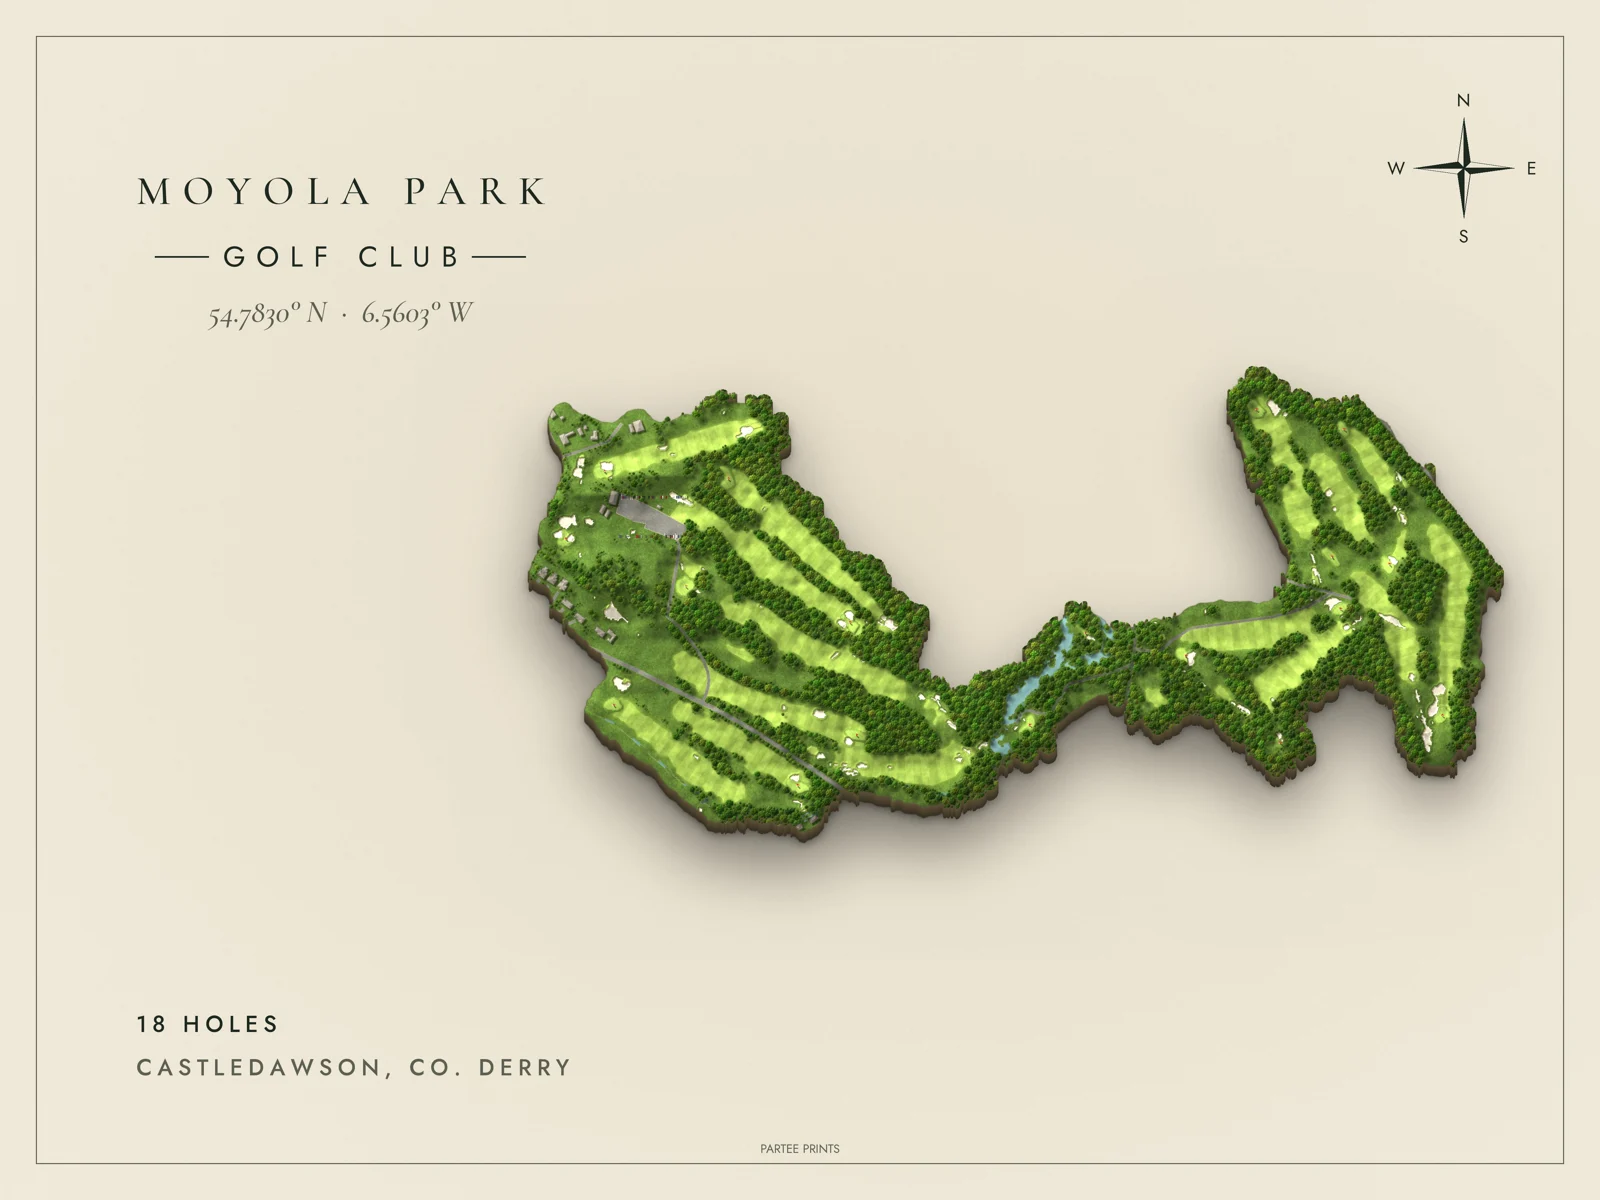 MOYOLA PARK
GOLF CLUB
54.7830° N · 6.5603° W
N
W E
S
18 HOLES
CASTLEDAWSON, CO. DERRY
PARTEE PRINTS